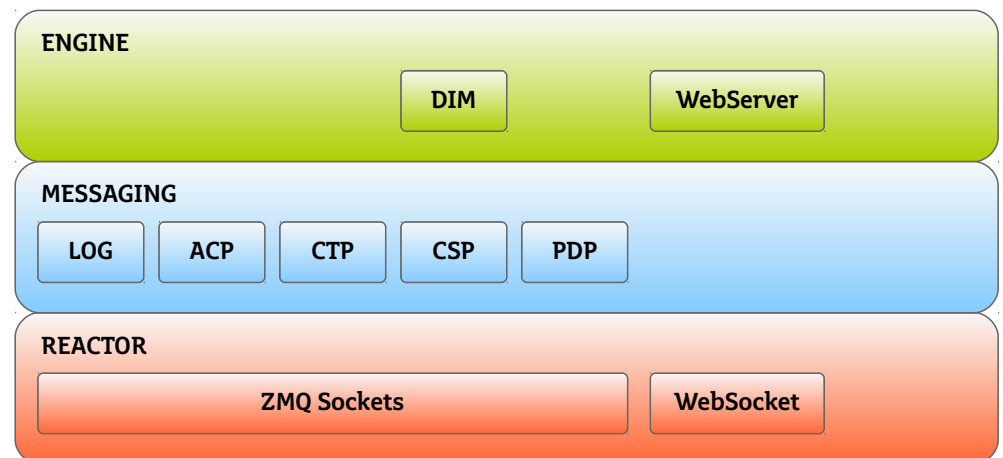 ENGINE
DIM WebServer
MESSAGING
LOG ACP CTP CSP PDP
REACTOR
ZMQ Sockets WebSocket